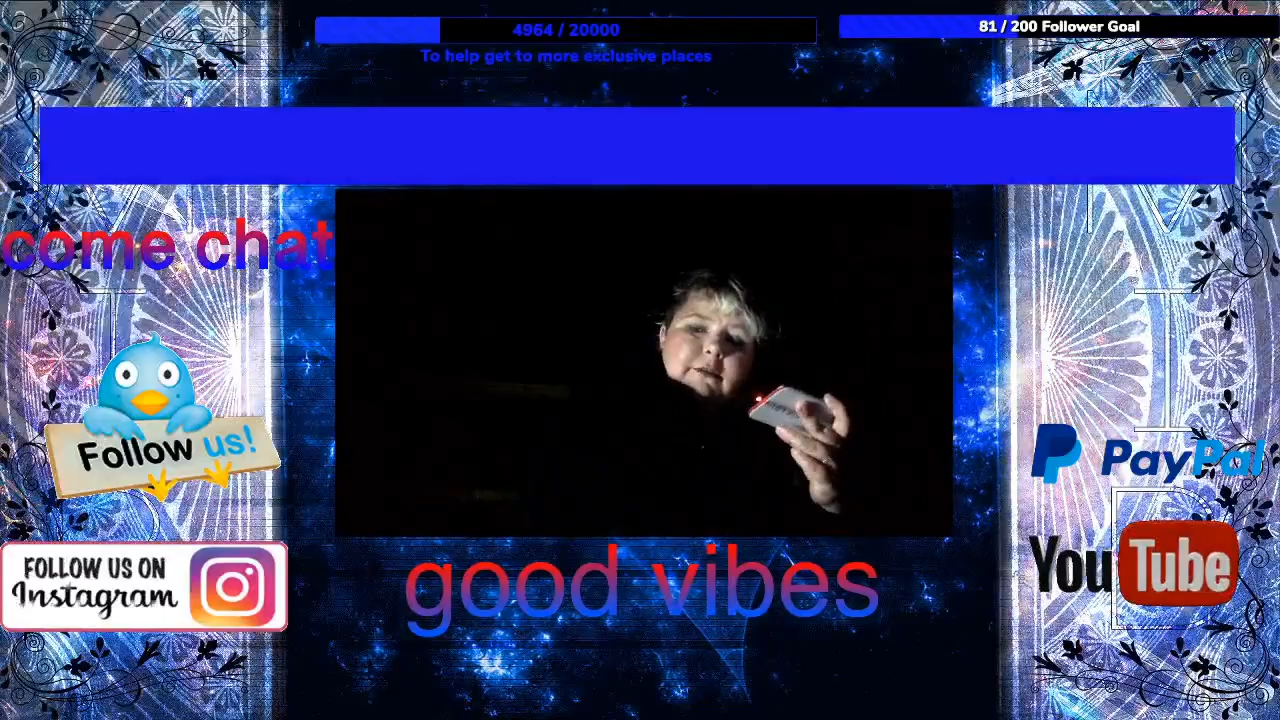 4964 / 20000
81 / 200 Follower Goal
To help get to more exclusive places
come chat
Follow us!
FOLLOW US ON
Instagram
PayPal
YouTube
good vibes